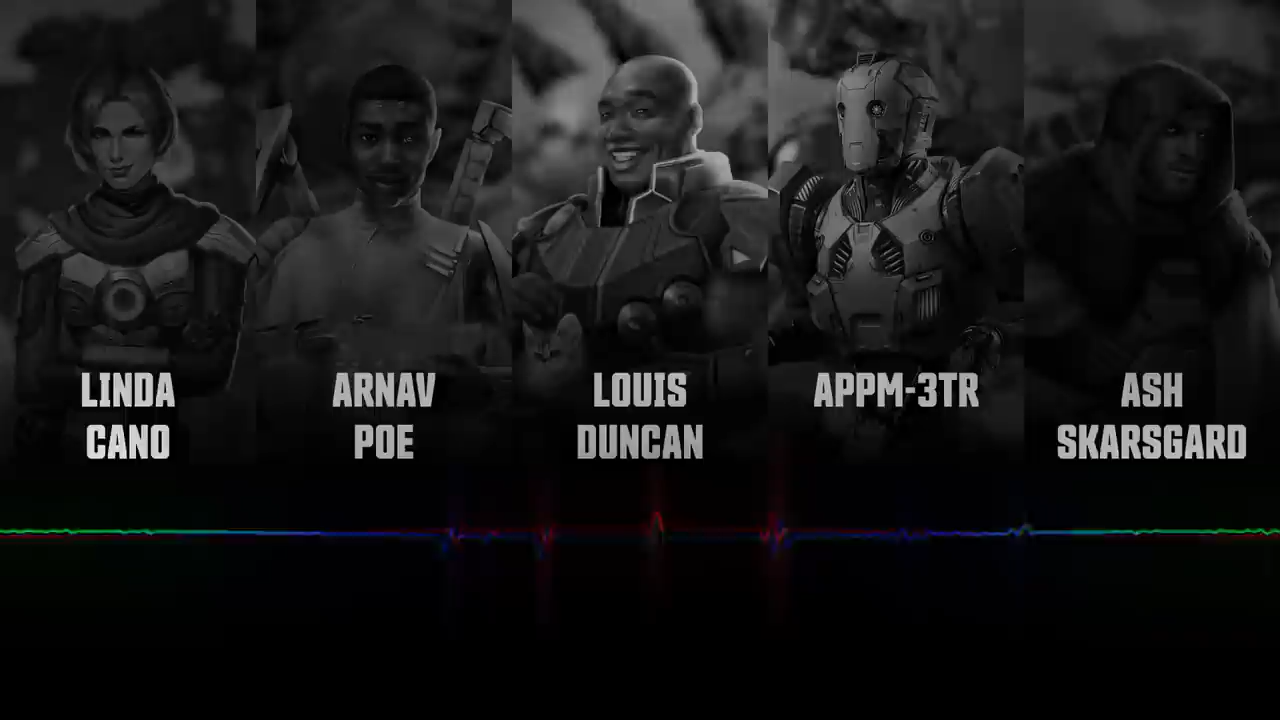 LINDA
CANO
ARNAV
POE
LOUIS
DUNCAN
APPM-3TR
ASH
SKARSGARD